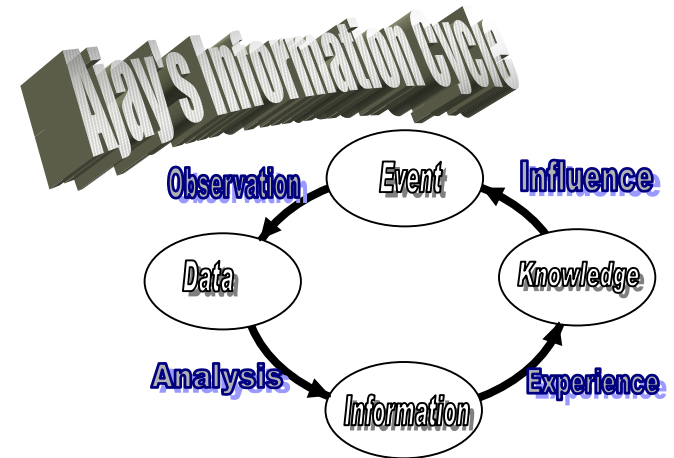 Ajay's Information Cycle
Event
Observation
Influence
Data
Knowledge
Analysis
Experience
Information